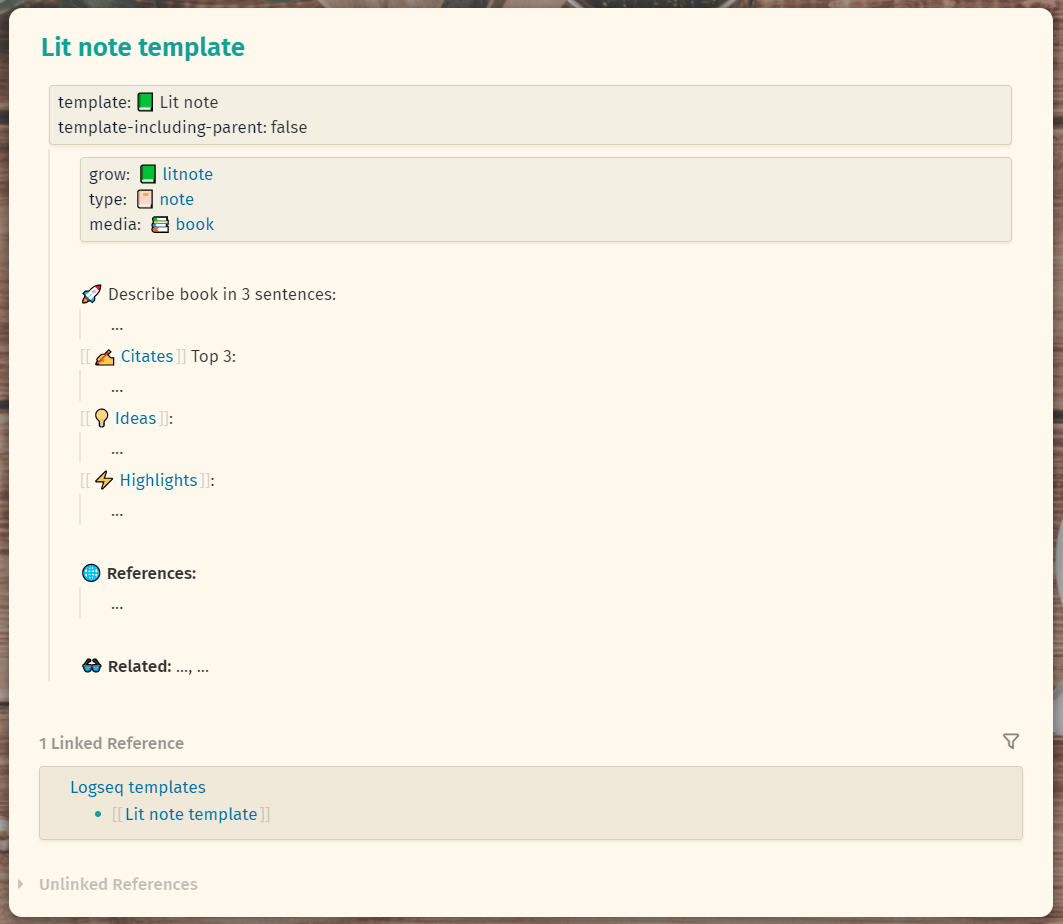 Lit note template
template: 📗 Lit note
template-including-parent: false
grow: 📗 litnote
type: 📔 note
media: 📚 book
🚀 Describe book in 3 sentences:
...
[[✍️ Citates]] Top 3:
...
[[💡 Ideas]]:
...
[[⚡ Highlights]]:
...
🌐 References:
...
👓 Related: ..., ...
1 Linked Reference
Logseq templates
• [[Lit note template]]
Unlinked References